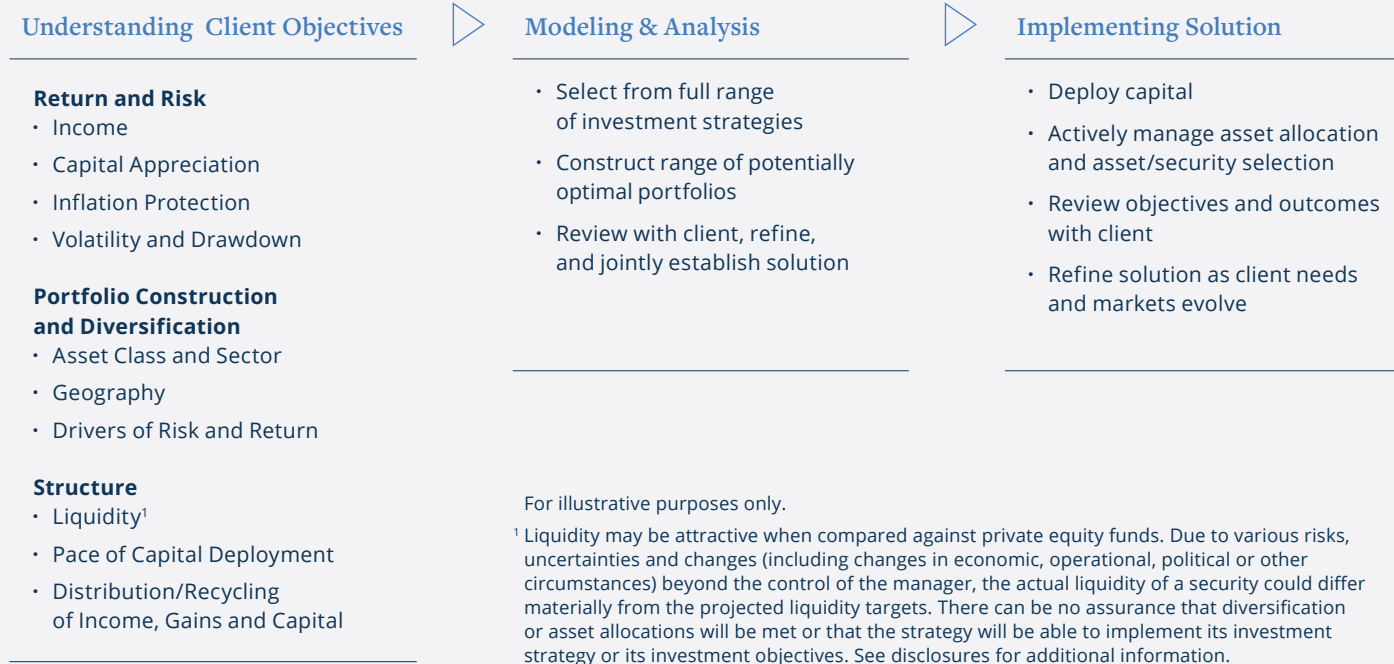 Understanding Client Objectives
Return and Risk
· Income
· Capital Appreciation
· Inflation Protection
· Volatility and Drawdown
Portfolio Construction
and Diversification
· Asset Class and Sector
· Geography
· Drivers of Risk and Return
Structure
· Liquidity¹
· Pace of Capital Deployment
· Distribution/Recycling
of Income, Gains and Capital
Modeling & Analysis
· Select from full range
of investment strategies
· Construct range of potentially
optimal portfolios
· Review with client, refine,
and jointly establish solution
Implementing Solution
· Deploy capital
· Actively manage asset allocation
and asset/security selection
· Review objectives and outcomes
with client
· Refine solution as client needs
and markets evolve
For illustrative purposes only.
¹ Liquidity may be attractive when compared against private equity funds. Due to various risks,
uncertainties and changes (including changes in economic, operational, political or other
circumstances) beyond the control of the manager, the actual liquidity of a security could differ
materially from the projected liquidity targets. There can be no assurance that diversification
or asset allocations will be met or that the strategy will be able to implement its investment
strategy or its investment objectives. See disclosures for additional information.